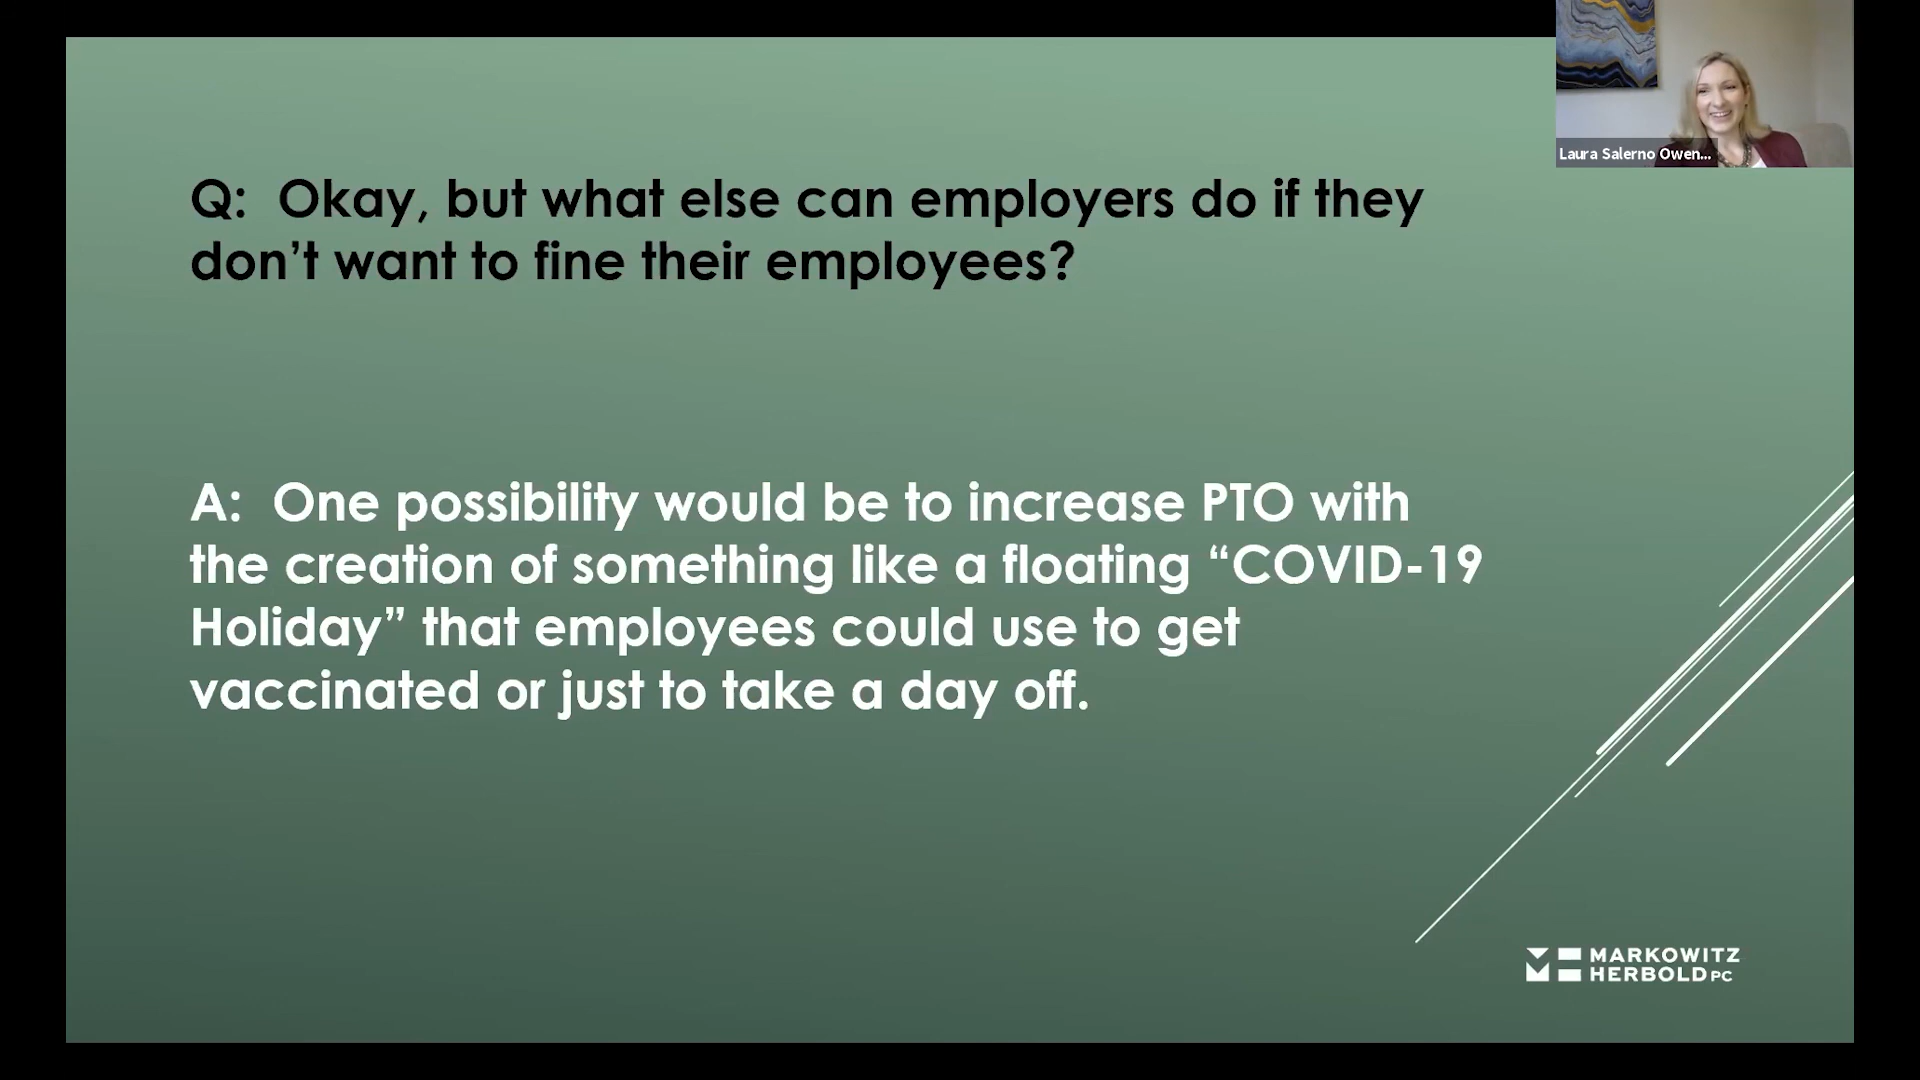 Laura Salerno Owen...
Q: Okay, but what else can employers do if they
don’t want to fine their employees?
A: One possibility would be to increase PTO with
the creation of something like a floating “COVID-19
Holiday” that employees could use to get
vaccinated or just to take a day off.
MARKOWITZ
HERBOLD PC